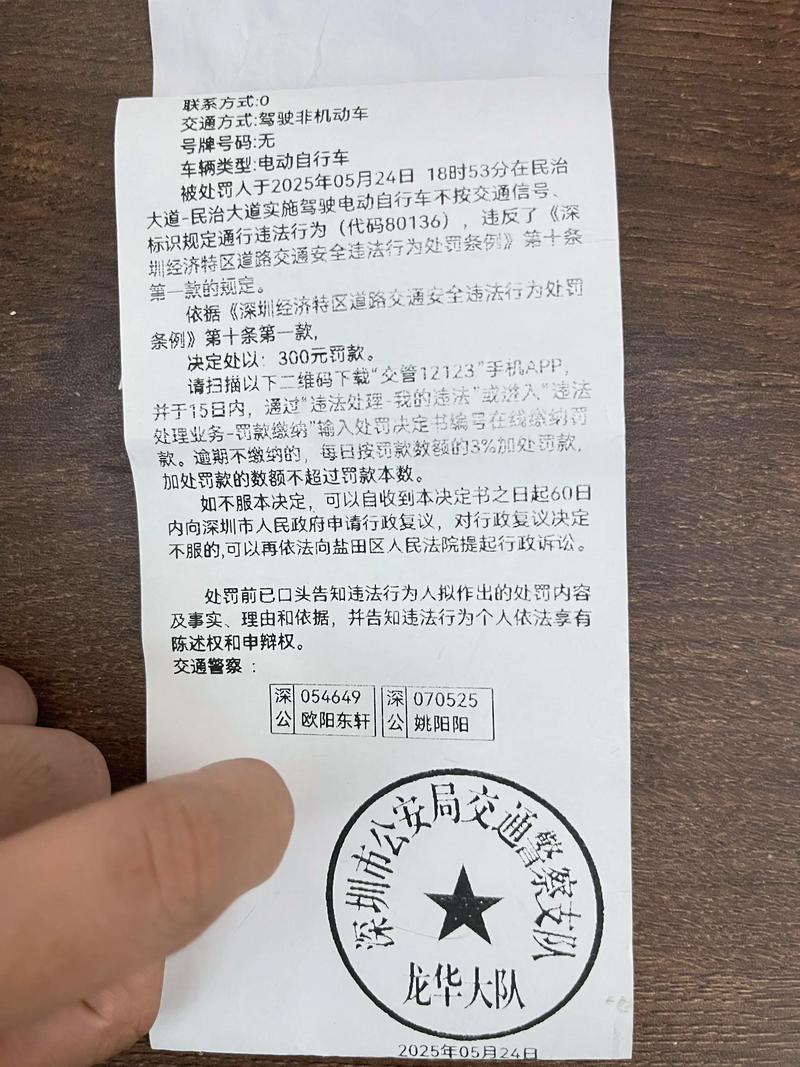 联系方式:0
交通方式:驾驶非机动车
号牌号码:无
车辆类型:电动自行车
被处罚人于2025年05月24日 18时53分在民治
大道-民治大道实施驾驶电动自行车不按交通信号、
标识规定通行违法行为（代码80136），违反了《深
圳经济特区道路交通安全违法行为处罚条例》第十条
第一款的规定。
依据《深圳经济特区道路交通安全违法行为处罚
条例》第十条第一款，
决定处以：300元罚款。
请扫描以下二维码下载“交管12123”手机APP，
并于15日内，通过“违法处理-我的违法”或进入“违法
处理业务-罚款缴纳”输入处罚决定书编号在线缴纳罚
款。逾期不缴纳的，每日按罚款数额的3%加处罚款，
加处罚款的数额不超过罚款本数。
如不服本决定，可以自收到本决定书之日起60日
内向深圳市人民政府申请行政复议，对行政复议决定
不服的,可以再依法向盐田区人民法院提起行政诉讼。
处罚前已口头告知违法行为人拟作出的处罚内容
及事实、理由和依据，并告知违法行为个人依法享有
陈述权和申辩权。
交通警察：
深公 054649 欧阳东轩
深公 070525 姚阳阳
深圳市公安局交通警察支队
龙华大队
2025年05月24日